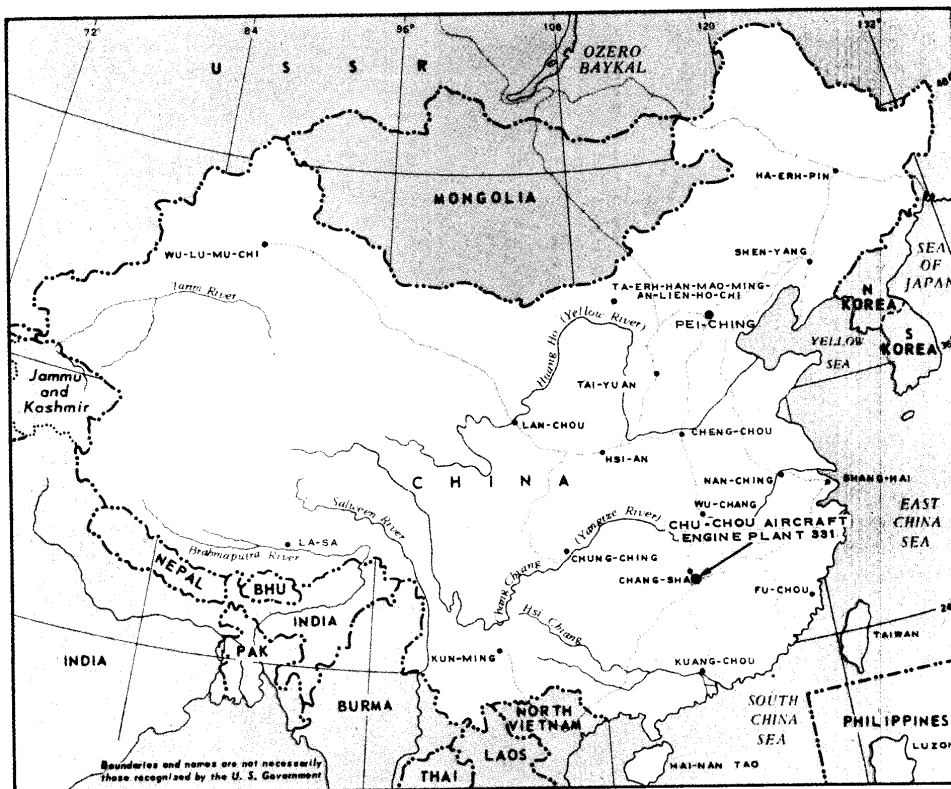 72°
84
96°
108
120
132°
OZERO
BAYKAL
U S S R
MONGOLIA
HA-ERH-PIN
SHEN-YANG
SEA
OF
JAPAN
WU-LU-MU-CHI
TA-ERH-HAN-MAO-MING-
AN-LIEN-HO-CHI
Tarim River
N
KOREA
PEI-CHING
S
KOREA
YELLOW
SEA
Huang Ho (Yellow River)
TAI-YUAN
Jammu
and
Kashmir
LAN-CHOU
CHENG-CHOU
HSI-AN
CHINA
NAN-CHING
SHANG-HAI
WU-CHANG
Salween River
EAST
CHINA
SEA
CHU-CHOU AIRCRAFT
ENGINE PLANT 331
LA-SA
Brahmaputra River
Chang Chiang (Yangtze River)
CHUNG-CHING
CHANG-SHA
NEPAL
BHU
FU-CHOU
Hsi Chiang
INDIA
TAIWAN
INDIA
PAK
KUN-MING
KUANG-CHOU
BURMA
NORTH
VIETNAM
SOUTH
CHINA
SEA
PHILIPPINES
LAOS
LUZON
Boundaries and names are not necessarily
those recognized by the U. S. Government
THAI
HAI-NAN TAO